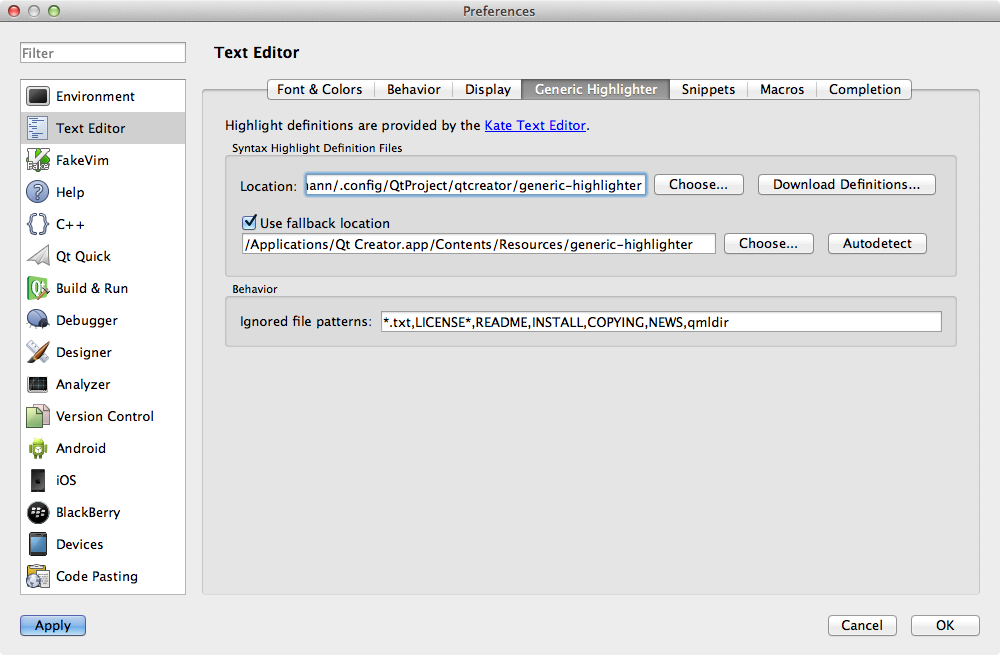 Preferences
Filter
Text Editor
Environment
Text Editor
FakeVim
Help
C++
Qt Quick
Build & Run
Debugger
Designer
Analyzer
Version Control
Android
iOS
BlackBerry
Devices
Code Pasting
Font & Colors Behavior Display Generic Highlighter Snippets Macros Completion
Highlight definitions are provided by the Kate Text Editor.
Syntax Highlight Definition Files
Location: ann/.config/QtProject/qtcreator/generic-highlighter Choose... Download Definitions...
Use fallback location
/Applications/Qt Creator.app/Contents/Resources/generic-highlighter Choose... Autodetect
Behavior
Ignored file patterns: *.txt,LICENSE*,README,INSTALL,COPYING,NEWS,qmldir
Apply Cancel OK